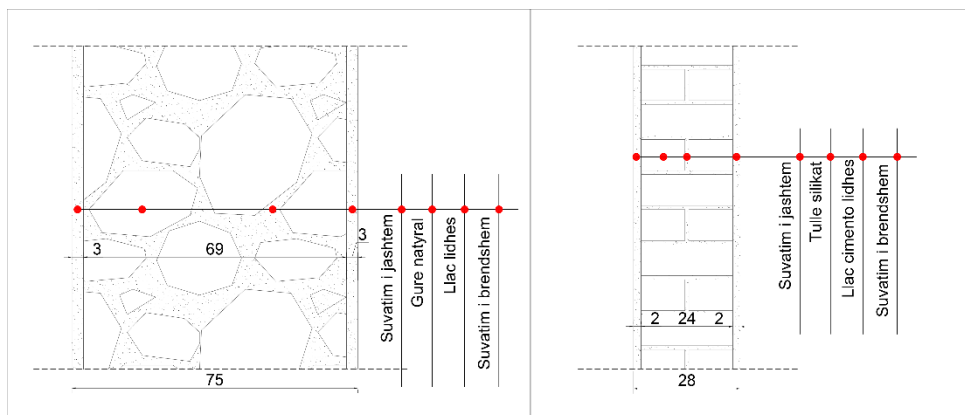 3
69
3
75
Suvatim i jashtem
Gure natyral
Llac lidhes
Suvatim i brendshem
2
24
2
28
Suvatim i jashtem
Tulle silikat
Llac cimento lidhes
Suvatim i brendshem